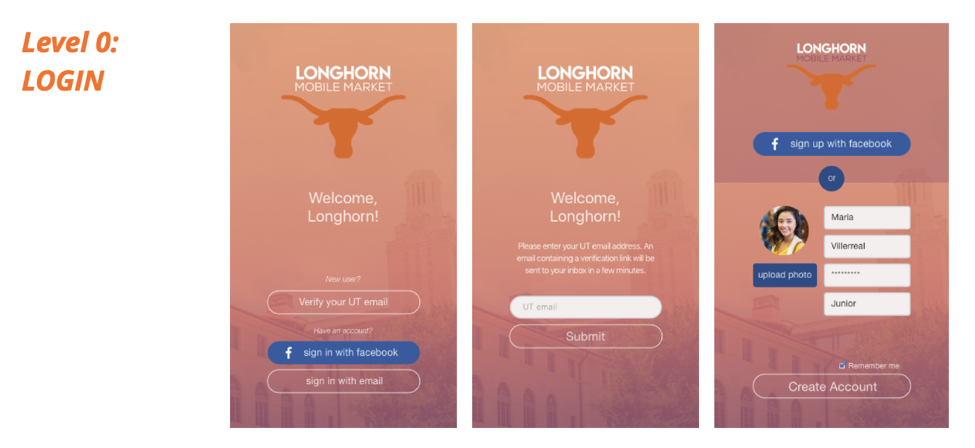 Level 0:
LOGIN
LONGHORN
MOBILE MARKET
Welcome,
Longhorn!
New user?
Verify your UT email
Have an account?
f sign in with facebook
sign in with email
LONGHORN
MOBILE MARKET
Welcome,
Longhorn!
Please enter your UT email address. An
email containing a verification link will be
sent to your inbox in a few minutes.
UT email
Submit
LONGHORN
MOBILE MARKET
f sign up with facebook
or
Maria
Villerreal
upload photo
*********
Junior
Remember me
Create Account